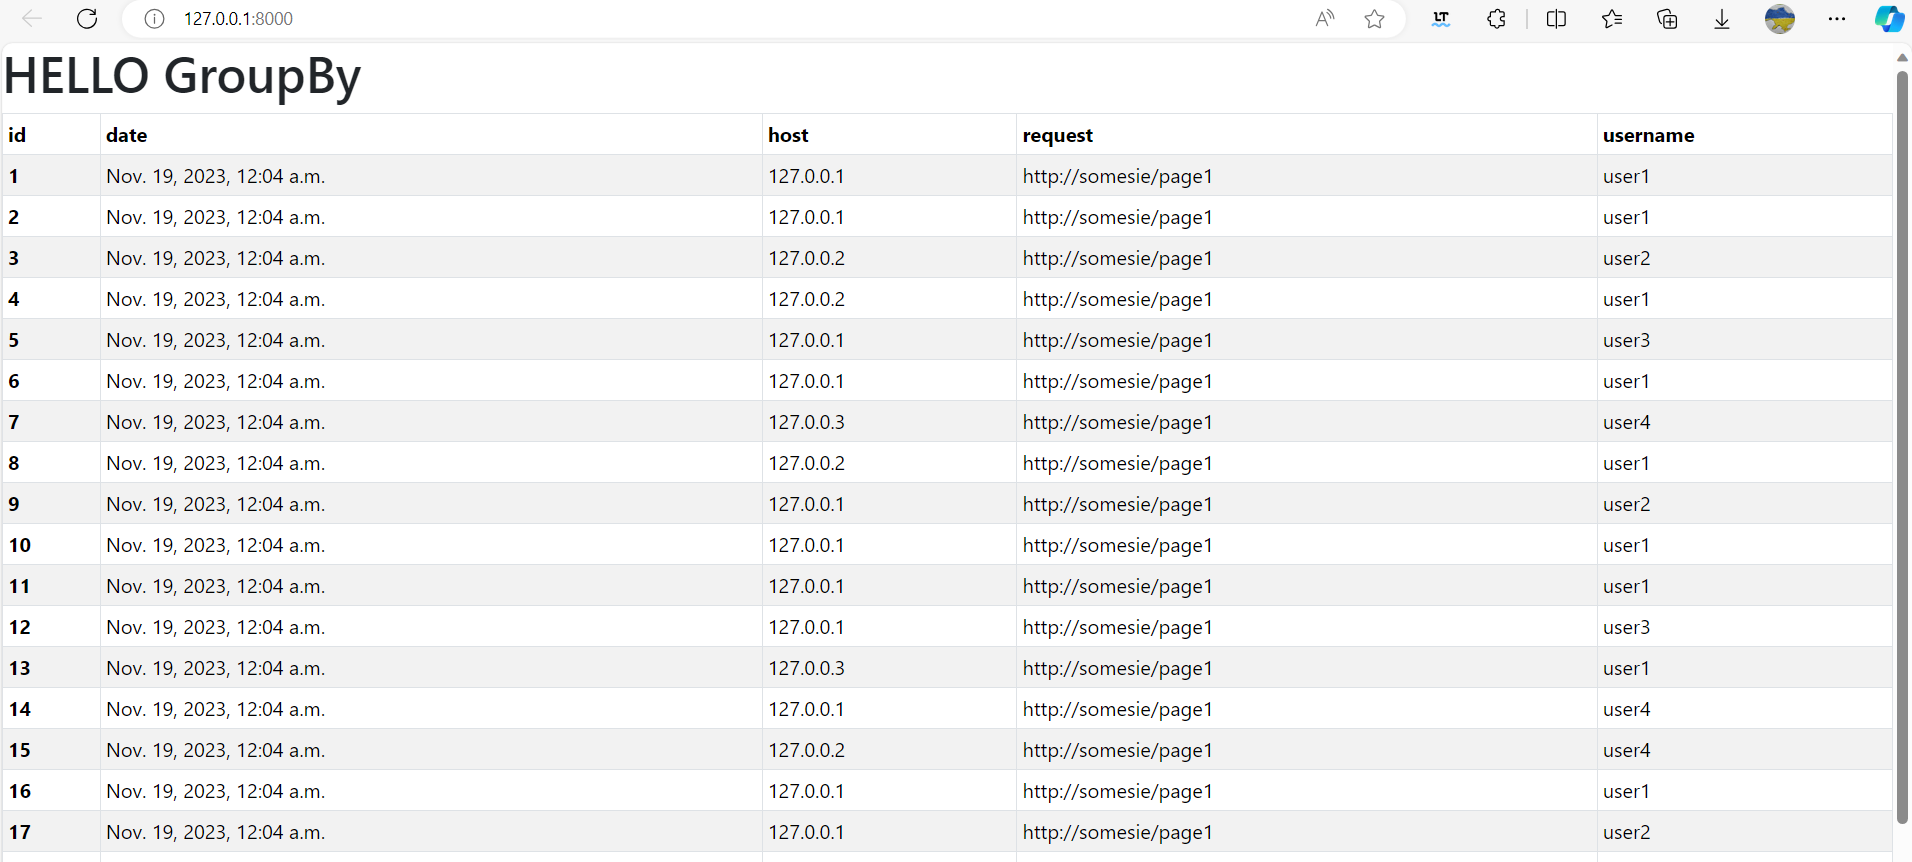 127.0.0.1:8000
HELLO GroupBy
id date host request username
1 Nov. 19, 2023, 12:04 a.m. 127.0.0.1 http://somesie/page1 user1
2 Nov. 19, 2023, 12:04 a.m. 127.0.0.1 http://somesie/page1 user1
3 Nov. 19, 2023, 12:04 a.m. 127.0.0.2 http://somesie/page1 user2
4 Nov. 19, 2023, 12:04 a.m. 127.0.0.2 http://somesie/page1 user1
5 Nov. 19, 2023, 12:04 a.m. 127.0.0.1 http://somesie/page1 user3
6 Nov. 19, 2023, 12:04 a.m. 127.0.0.1 http://somesie/page1 user1
7 Nov. 19, 2023, 12:04 a.m. 127.0.0.3 http://somesie/page1 user4
8 Nov. 19, 2023, 12:04 a.m. 127.0.0.2 http://somesie/page1 user1
9 Nov. 19, 2023, 12:04 a.m. 127.0.0.1 http://somesie/page1 user2
10 Nov. 19, 2023, 12:04 a.m. 127.0.0.1 http://somesie/page1 user1
11 Nov. 19, 2023, 12:04 a.m. 127.0.0.1 http://somesie/page1 user1
12 Nov. 19, 2023, 12:04 a.m. 127.0.0.1 http://somesie/page1 user3
13 Nov. 19, 2023, 12:04 a.m. 127.0.0.3 http://somesie/page1 user1
14 Nov. 19, 2023, 12:04 a.m. 127.0.0.1 http://somesie/page1 user4
15 Nov. 19, 2023, 12:04 a.m. 127.0.0.2 http://somesie/page1 user4
16 Nov. 19, 2023, 12:04 a.m. 127.0.0.1 http://somesie/page1 user1
17 Nov. 19, 2023, 12:04 a.m. 127.0.0.1 http://somesie/page1 user2